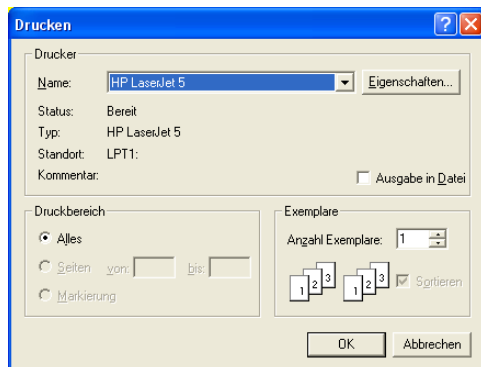 Drucken
Drucker
Name: HP LaserJet 5 Eigenschaften...
Status: Bereit
Typ: HP LaserJet 5
Standort: LPT1:
Kommentar: Ausgabe in Datei
Druckbereich
Alles
Seiten von: bis:
Markierung
Exemplare
Anzahl Exemplare: 1
1 2 3 1 2 3 Sortieren
OK Abbrechen